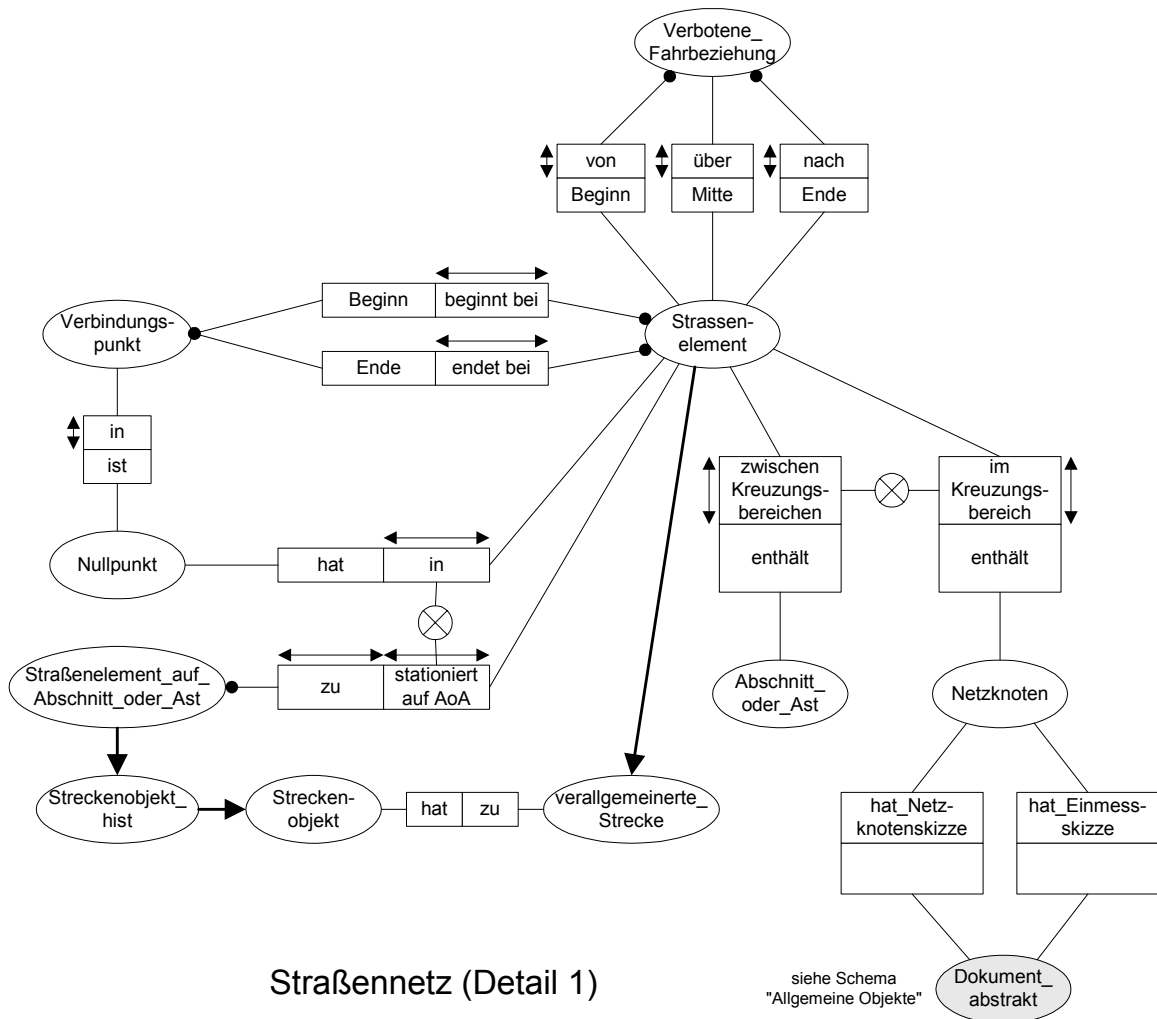 Verbotene_
Fahrbeziehung
von
Beginn
über
Mitte
nach
Ende
Beginn
beginnt bei
Verbindungs-
punkt
Strassen-
element
Ende
endet bei
in
ist
zwischen
Kreuzungs-
bereichen
enthält
im
Kreuzungs-
bereich
enthält
Nullpunkt
hat
in
Straßenelement_auf_
Abschnitt_oder_Ast
zu
stationiert
auf AoA
Abschnitt_
oder_Ast
Netzknoten
Streckenobjekt_
hist
Strecken-
objekt
hat
zu
verallgemeinerte_
Strecke
hat_Netz-
knotenskizze
hat_Einmess-
skizze
Straßennetz (Detail 1)
siehe Schema
"Allgemeine Objekte"
Dokument_
abstrakt